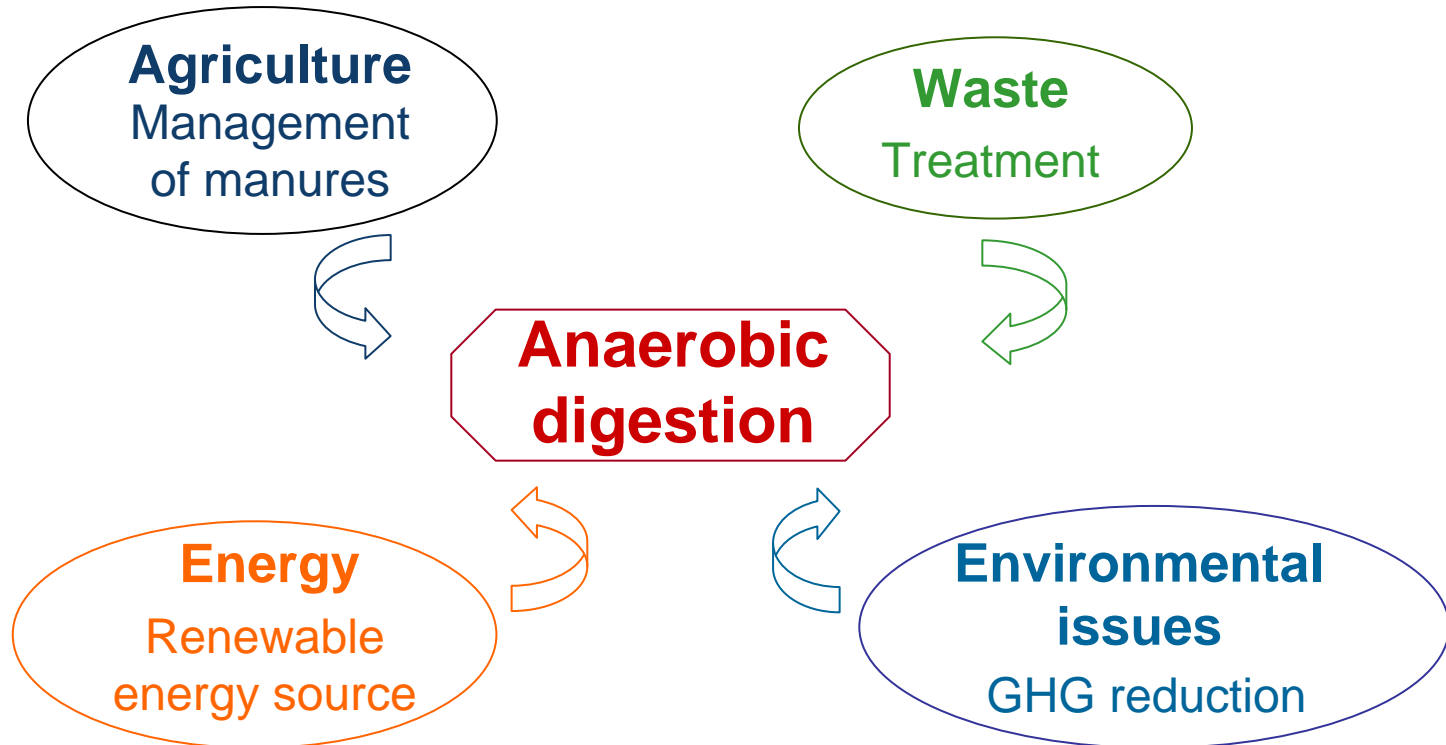 Agriculture
Management
of manures
Waste
Treatment
Anaerobic
digestion
Energy
Renewable
energy source
Environmental
issues
GHG reduction